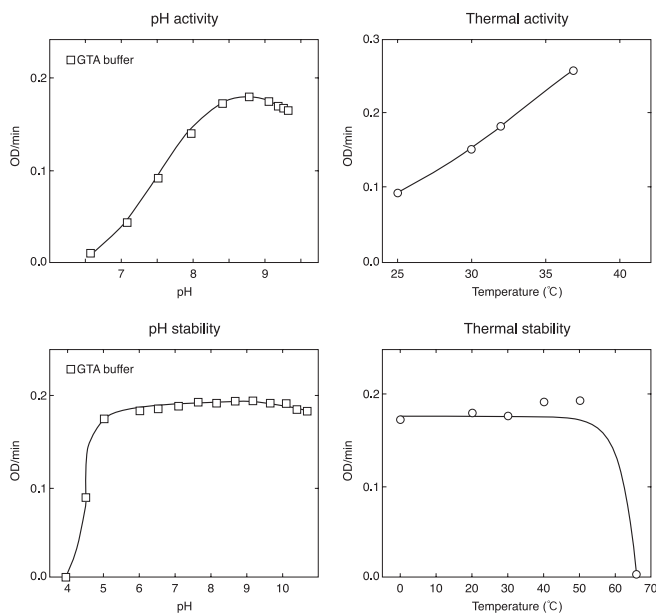 pH activity
GTA buffer
OD/min
0.2
0.1
0.0
7
8
9
pH
Thermal activity
OD/min
0.3
0.2
0.1
0.0
25
30
35
40
Temperature (℃)
pH stability
GTA buffer
OD/min
0.2
0.1
0.0
4
5
6
7
8
9
10
pH
Thermal stability
OD/min
0.2
0.1
0.0
0
10
20
30
40
50
60
70
Temperature (℃)